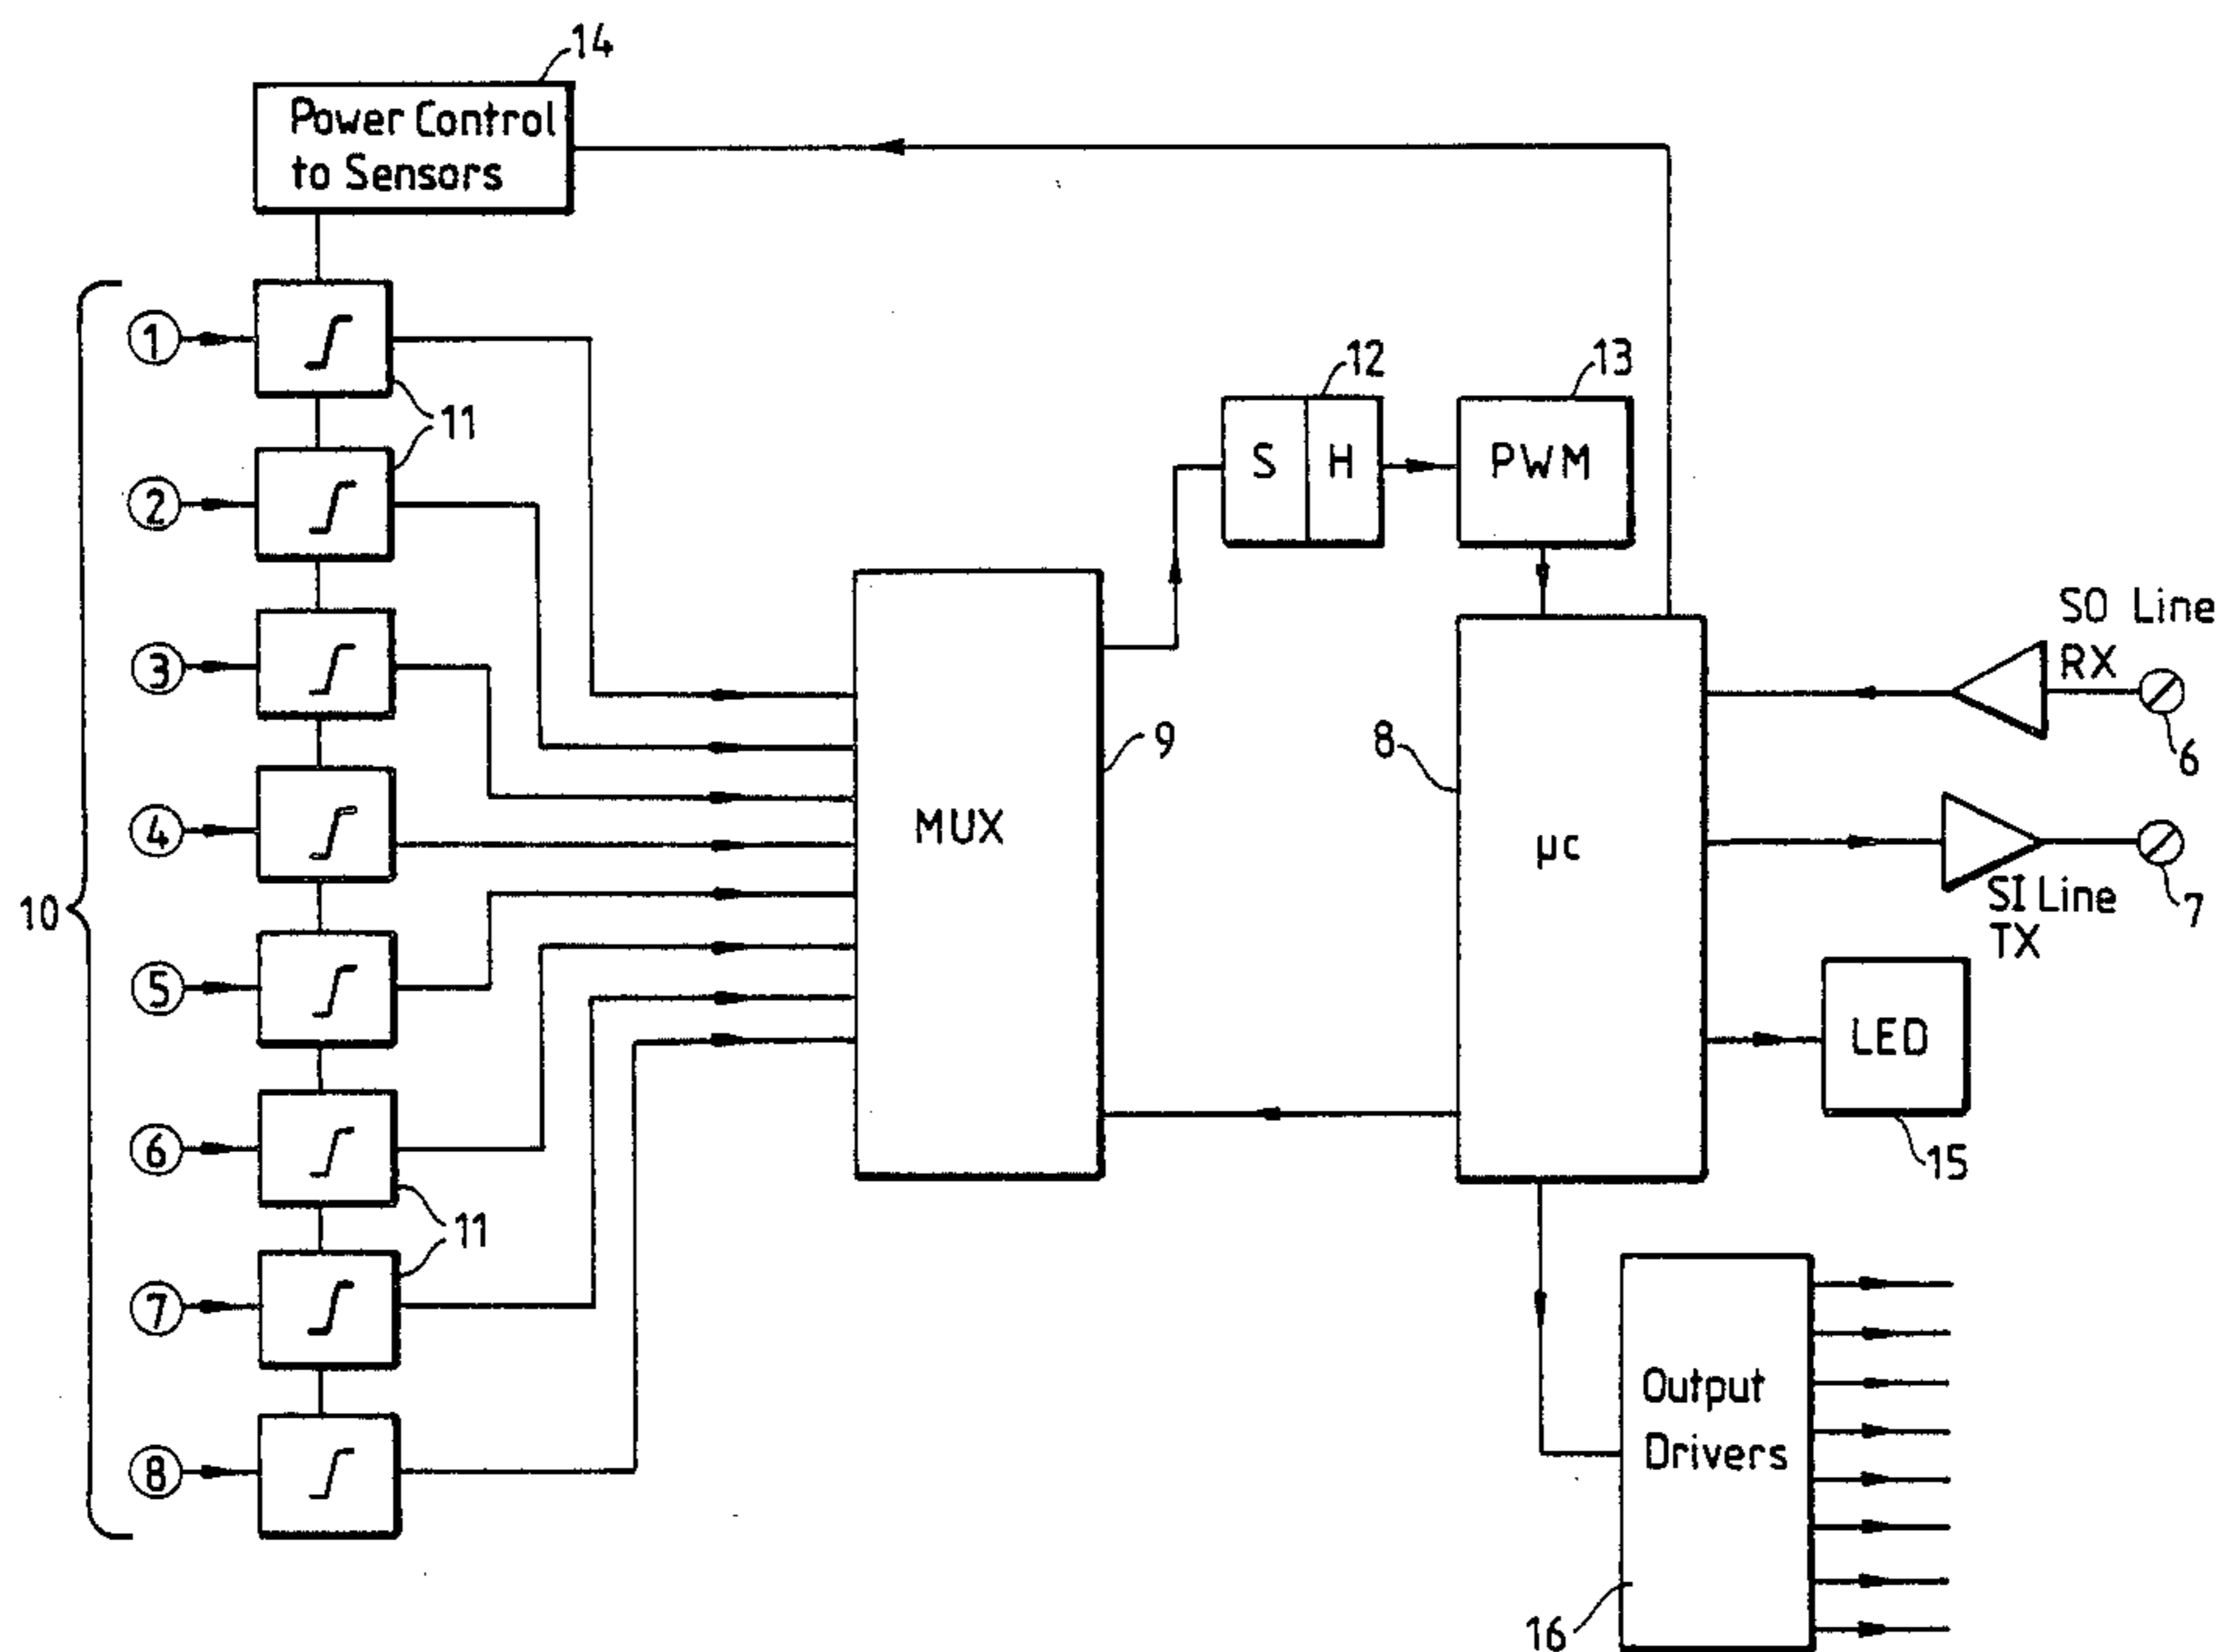 14
Power Control
to Sensors
1
11
2
3
4
10
5
6
11
7
8
MUX
9
12
S H
13
PWM
8
µc
SO Line
RX
6
SI Line
TX
7
LED
15
Output
Drivers
16